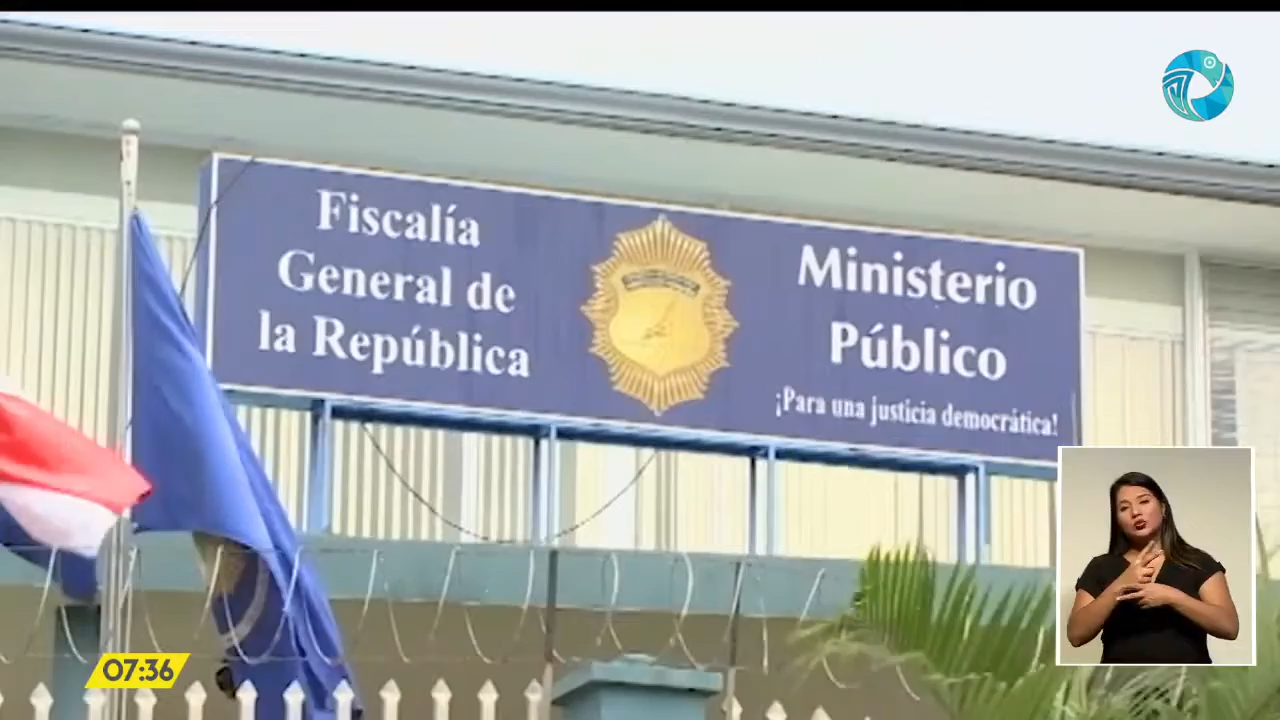 Fiscalía
General de
la República
Ministerio
Público
¡Para una justicia democrática!
07:36